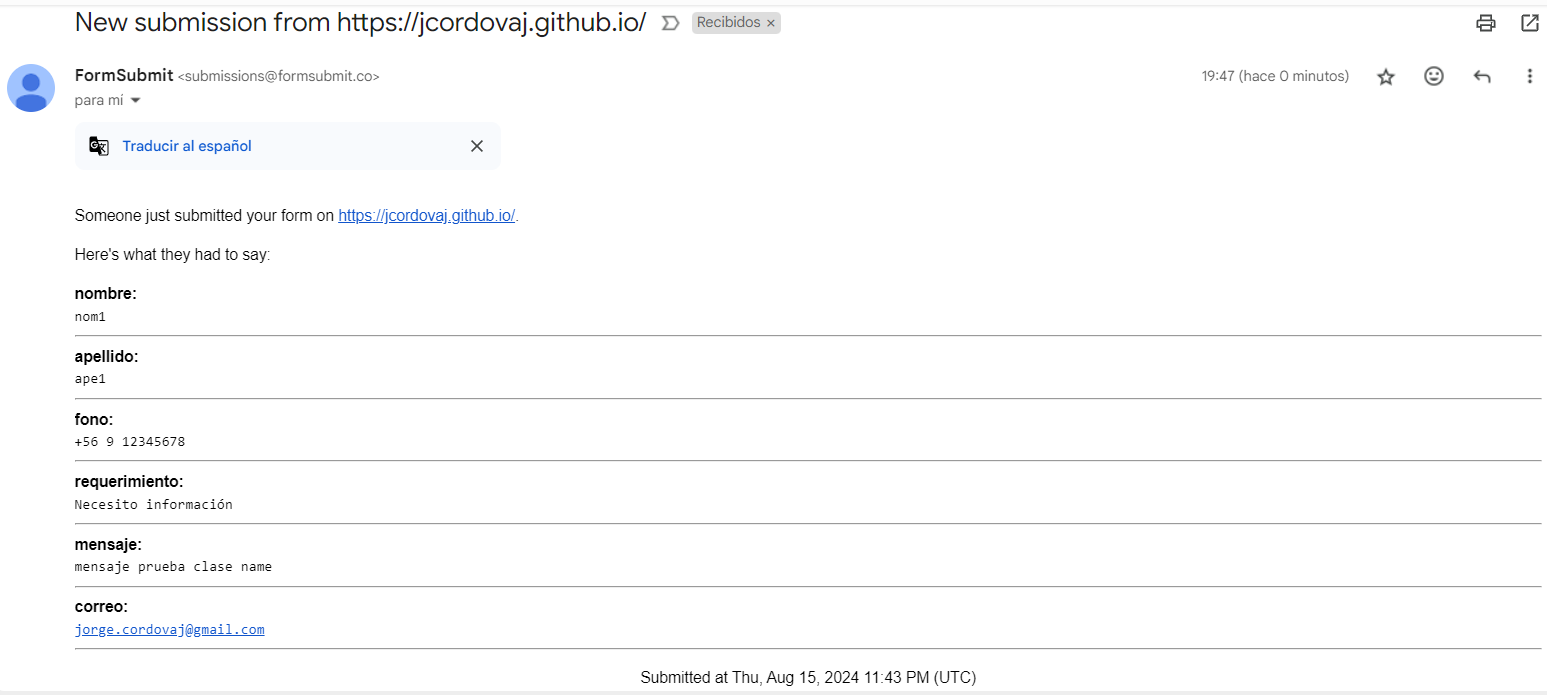 New submission from https://jcordovaj.github.io/ Recibidos ×
FormSubmit <submissions@formsubmit.co> 19:47 (hace 0 minutos)
para mí
Traducir al español
Someone just submitted your form on https://jcordovaj.github.io/.
Here's what they had to say:
nombre:
nom1
apellido:
ape1
fono:
+56 9 12345678
requerimiento:
Necesito información
mensaje:
mensaje prueba clase name
correo:
jorge.cordovaj@gmail.com
Submitted at Thu, Aug 15, 2024 11:43 PM (UTC)